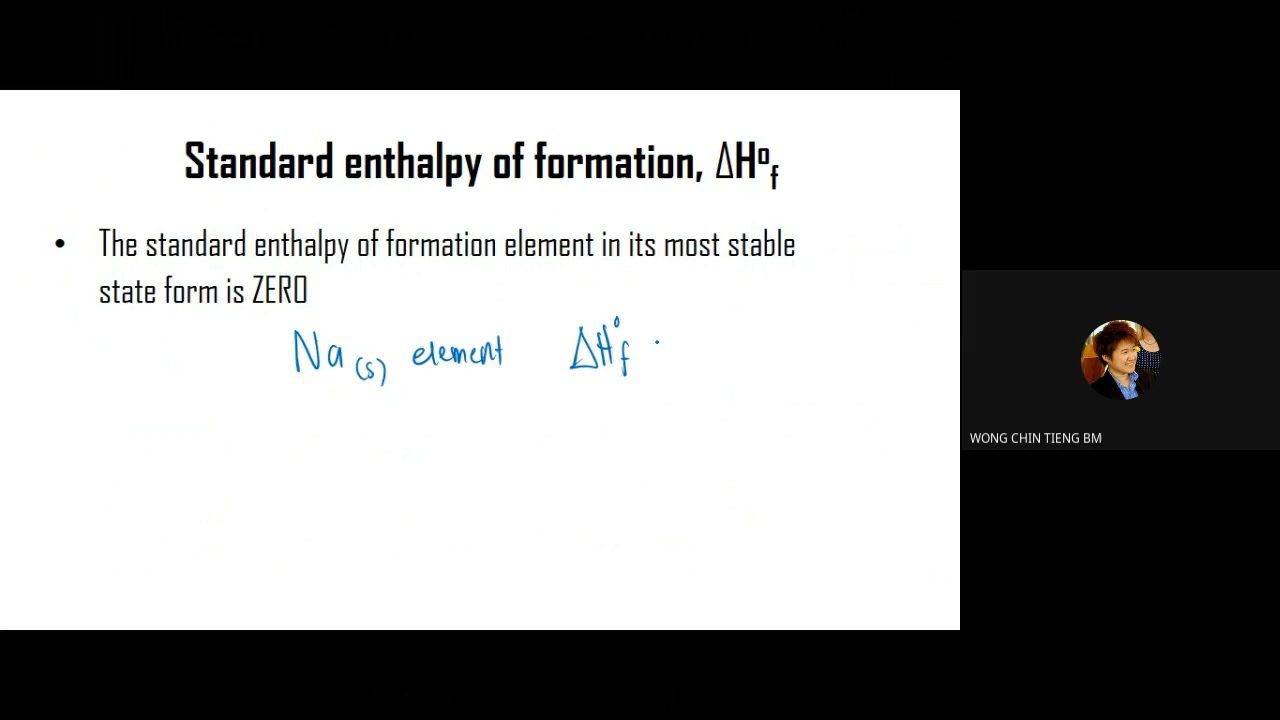 Standard enthalpy of formation, ΔHᵒf
• The standard enthalpy of formation element in its most stable
state form is ZERO
Na(s) element ΔH°f
WONG CHIN TIENG BM